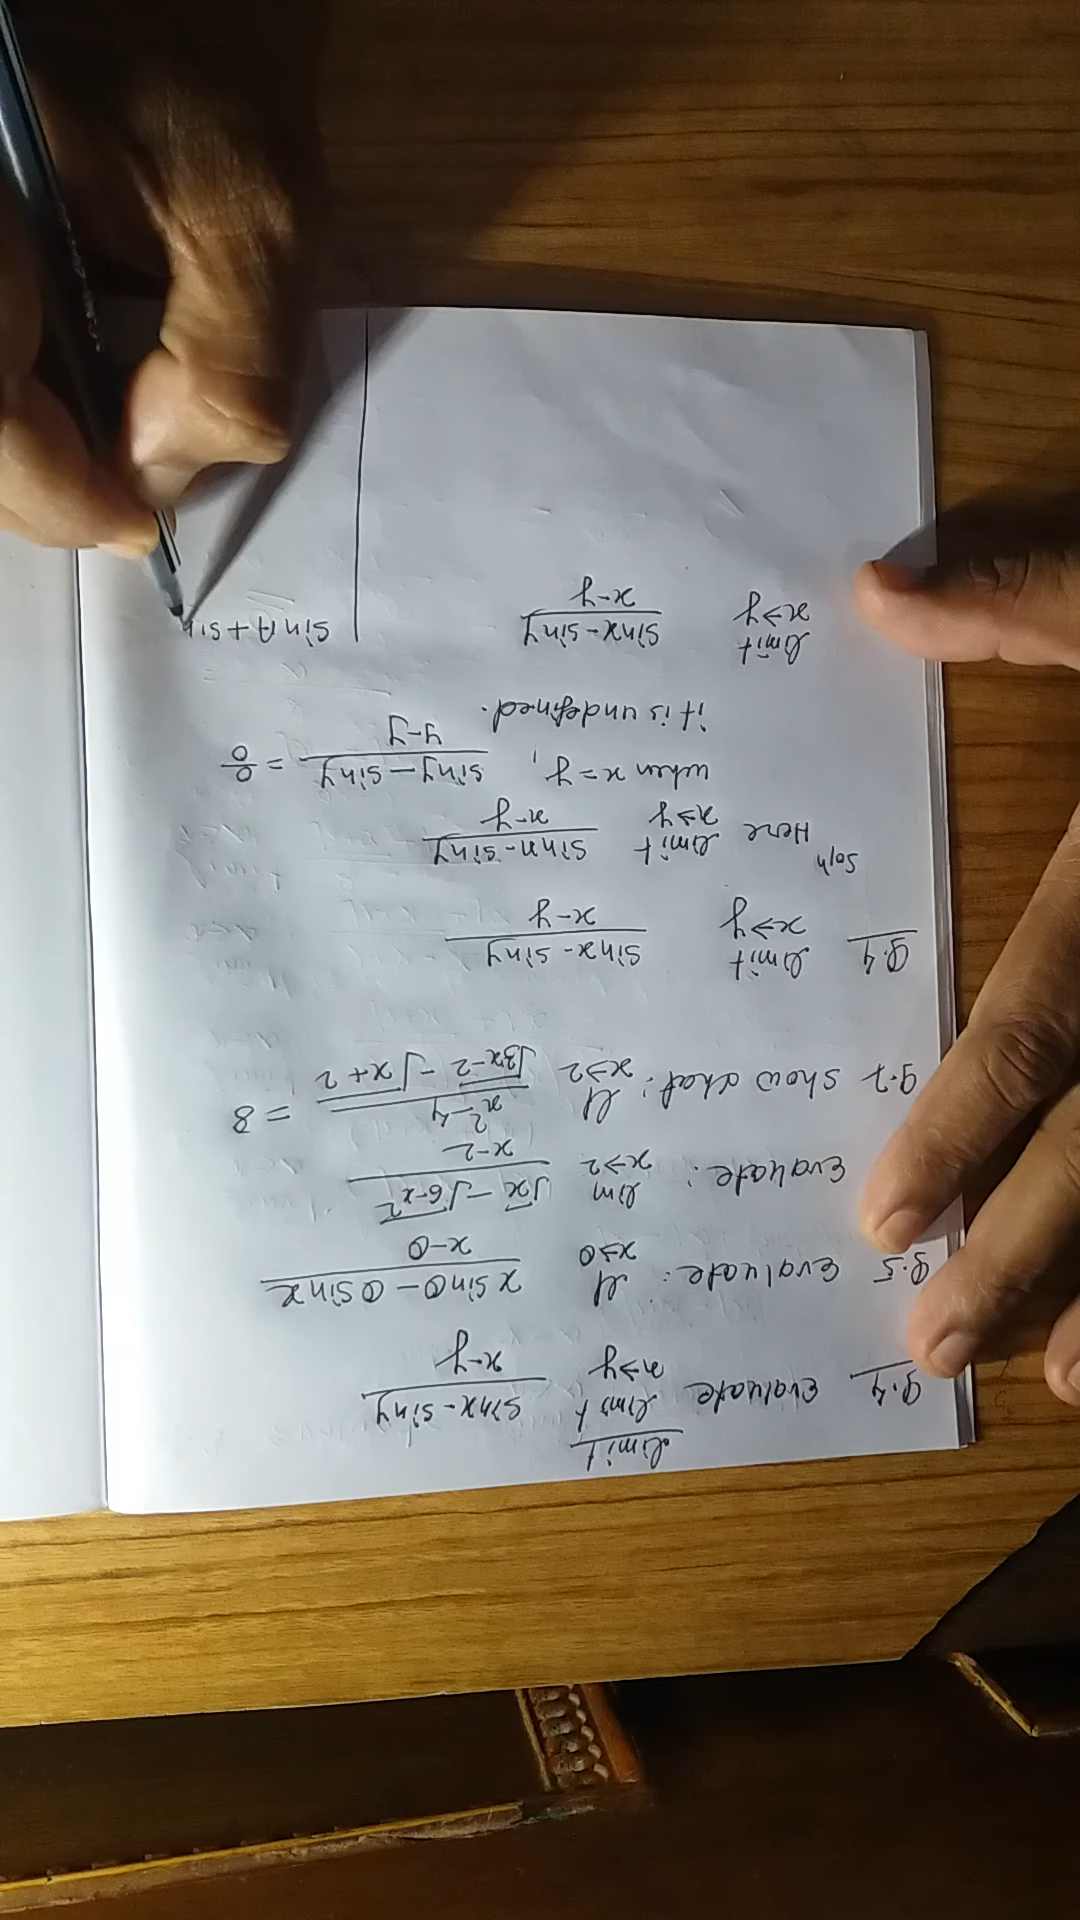 limit
Q.4 Evaluate limit x→y sinx-siny / x-y
Q.5 Evaluate: lt x→θ x sinθ - θ sinx / x-θ
Evaluate: lim x→2 √x - √6-x² / x-2
Q.7 Show that: lt x→2 x²-4 / √3x-2 - √x+2 = 8
Q.4 limit x→y sinx-siny / x-y
Soln Here limit x→y sinx-siny / x-y
when x=y, siny-siny / y-y = 0/0
it is undefined.
limit x→y sinx-siny / x-y
sin A + sin